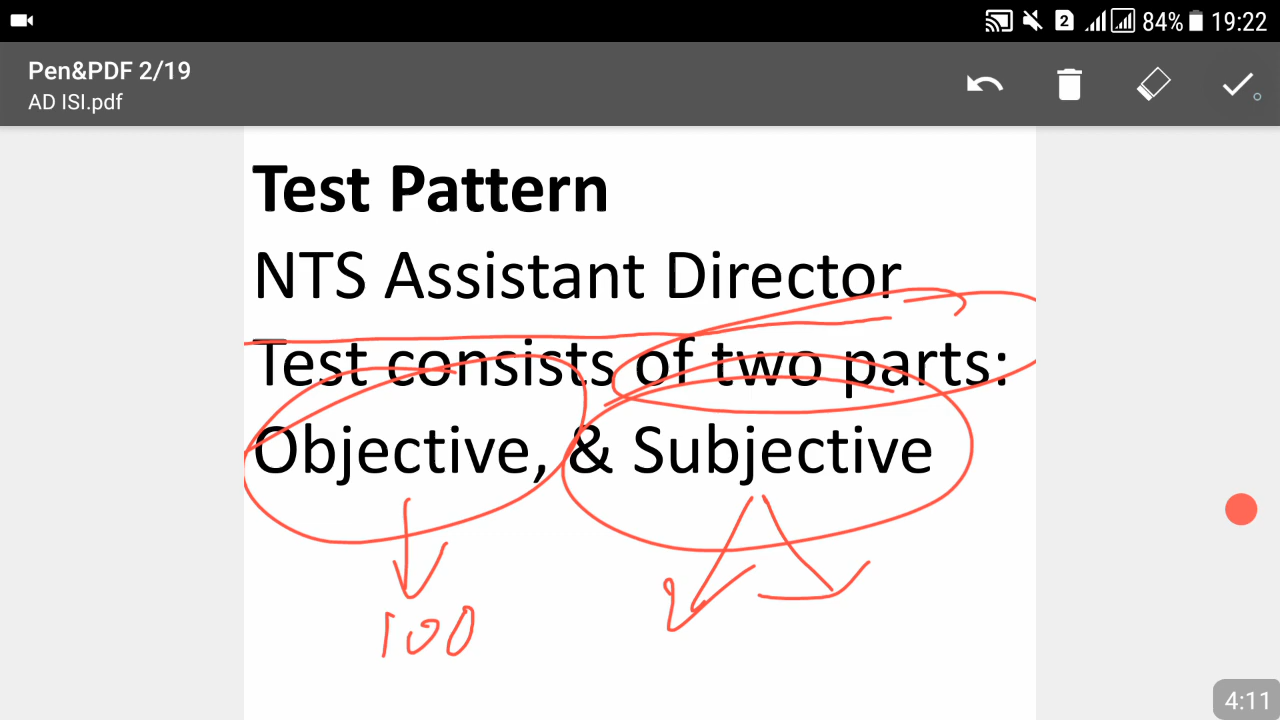 2 84% 19:22
Pen&PDF 2/19
AD ISI.pdf
Test Pattern
NTS Assistant Director
Test consists of two parts:
Objective, & Subjective
100
4:11